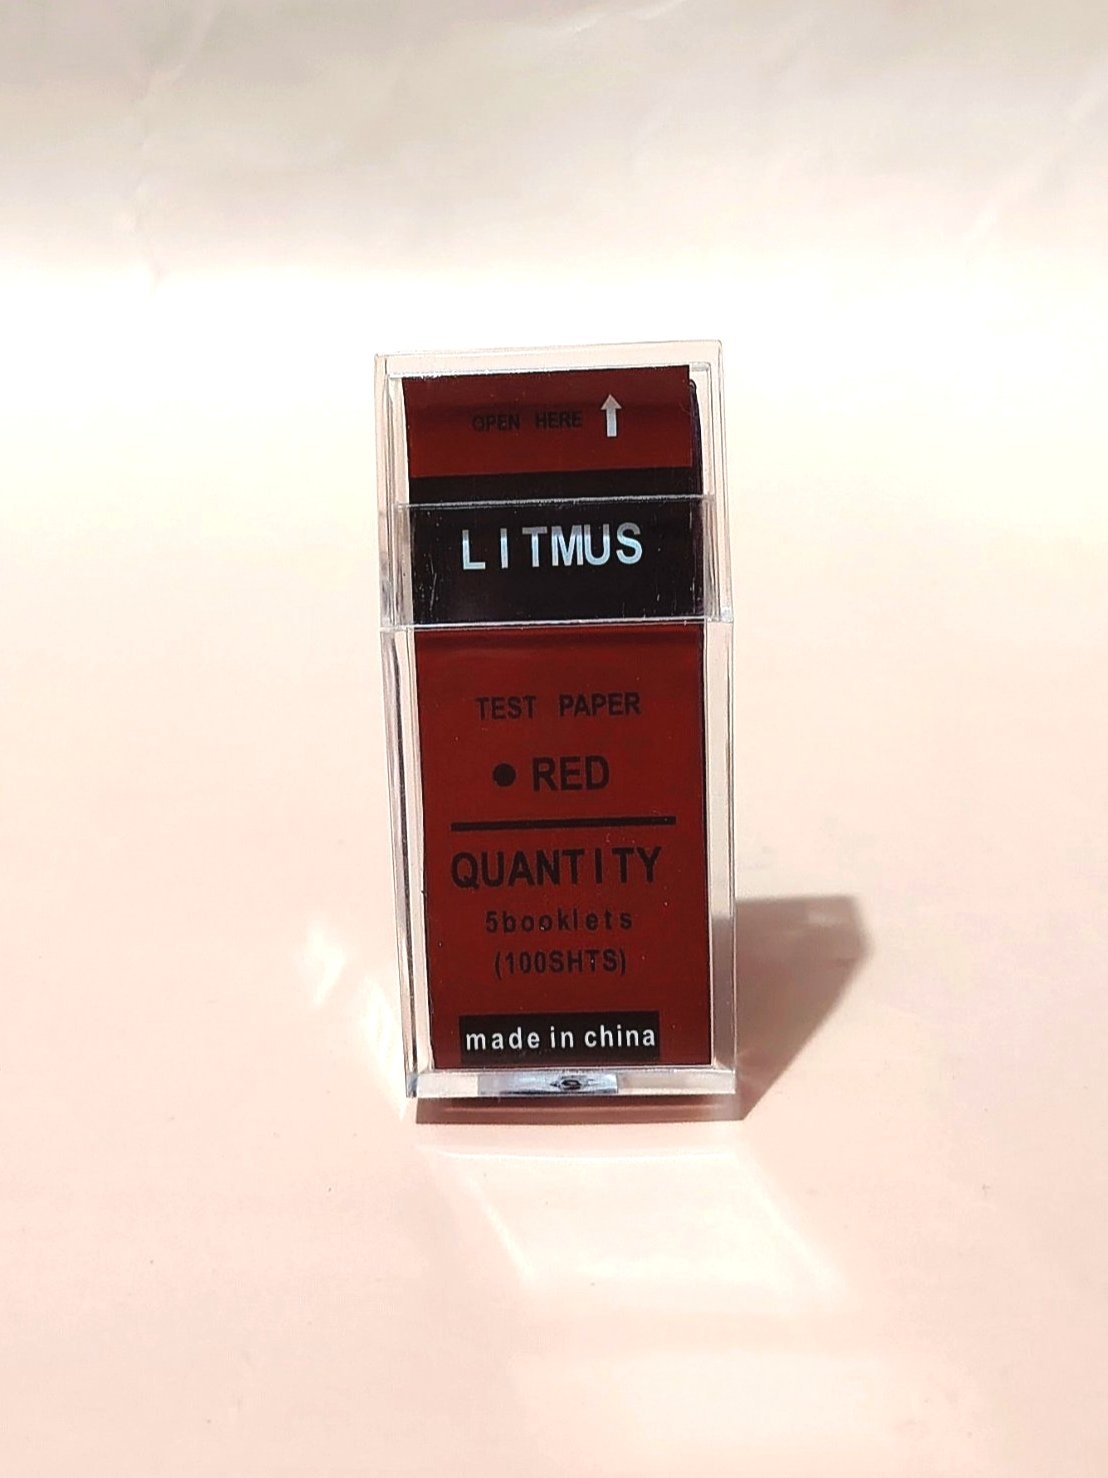 OPEN HERE
LITMUS
TEST PAPER
● RED
QUANTITY
5booklets
(100SHTS)
made in china